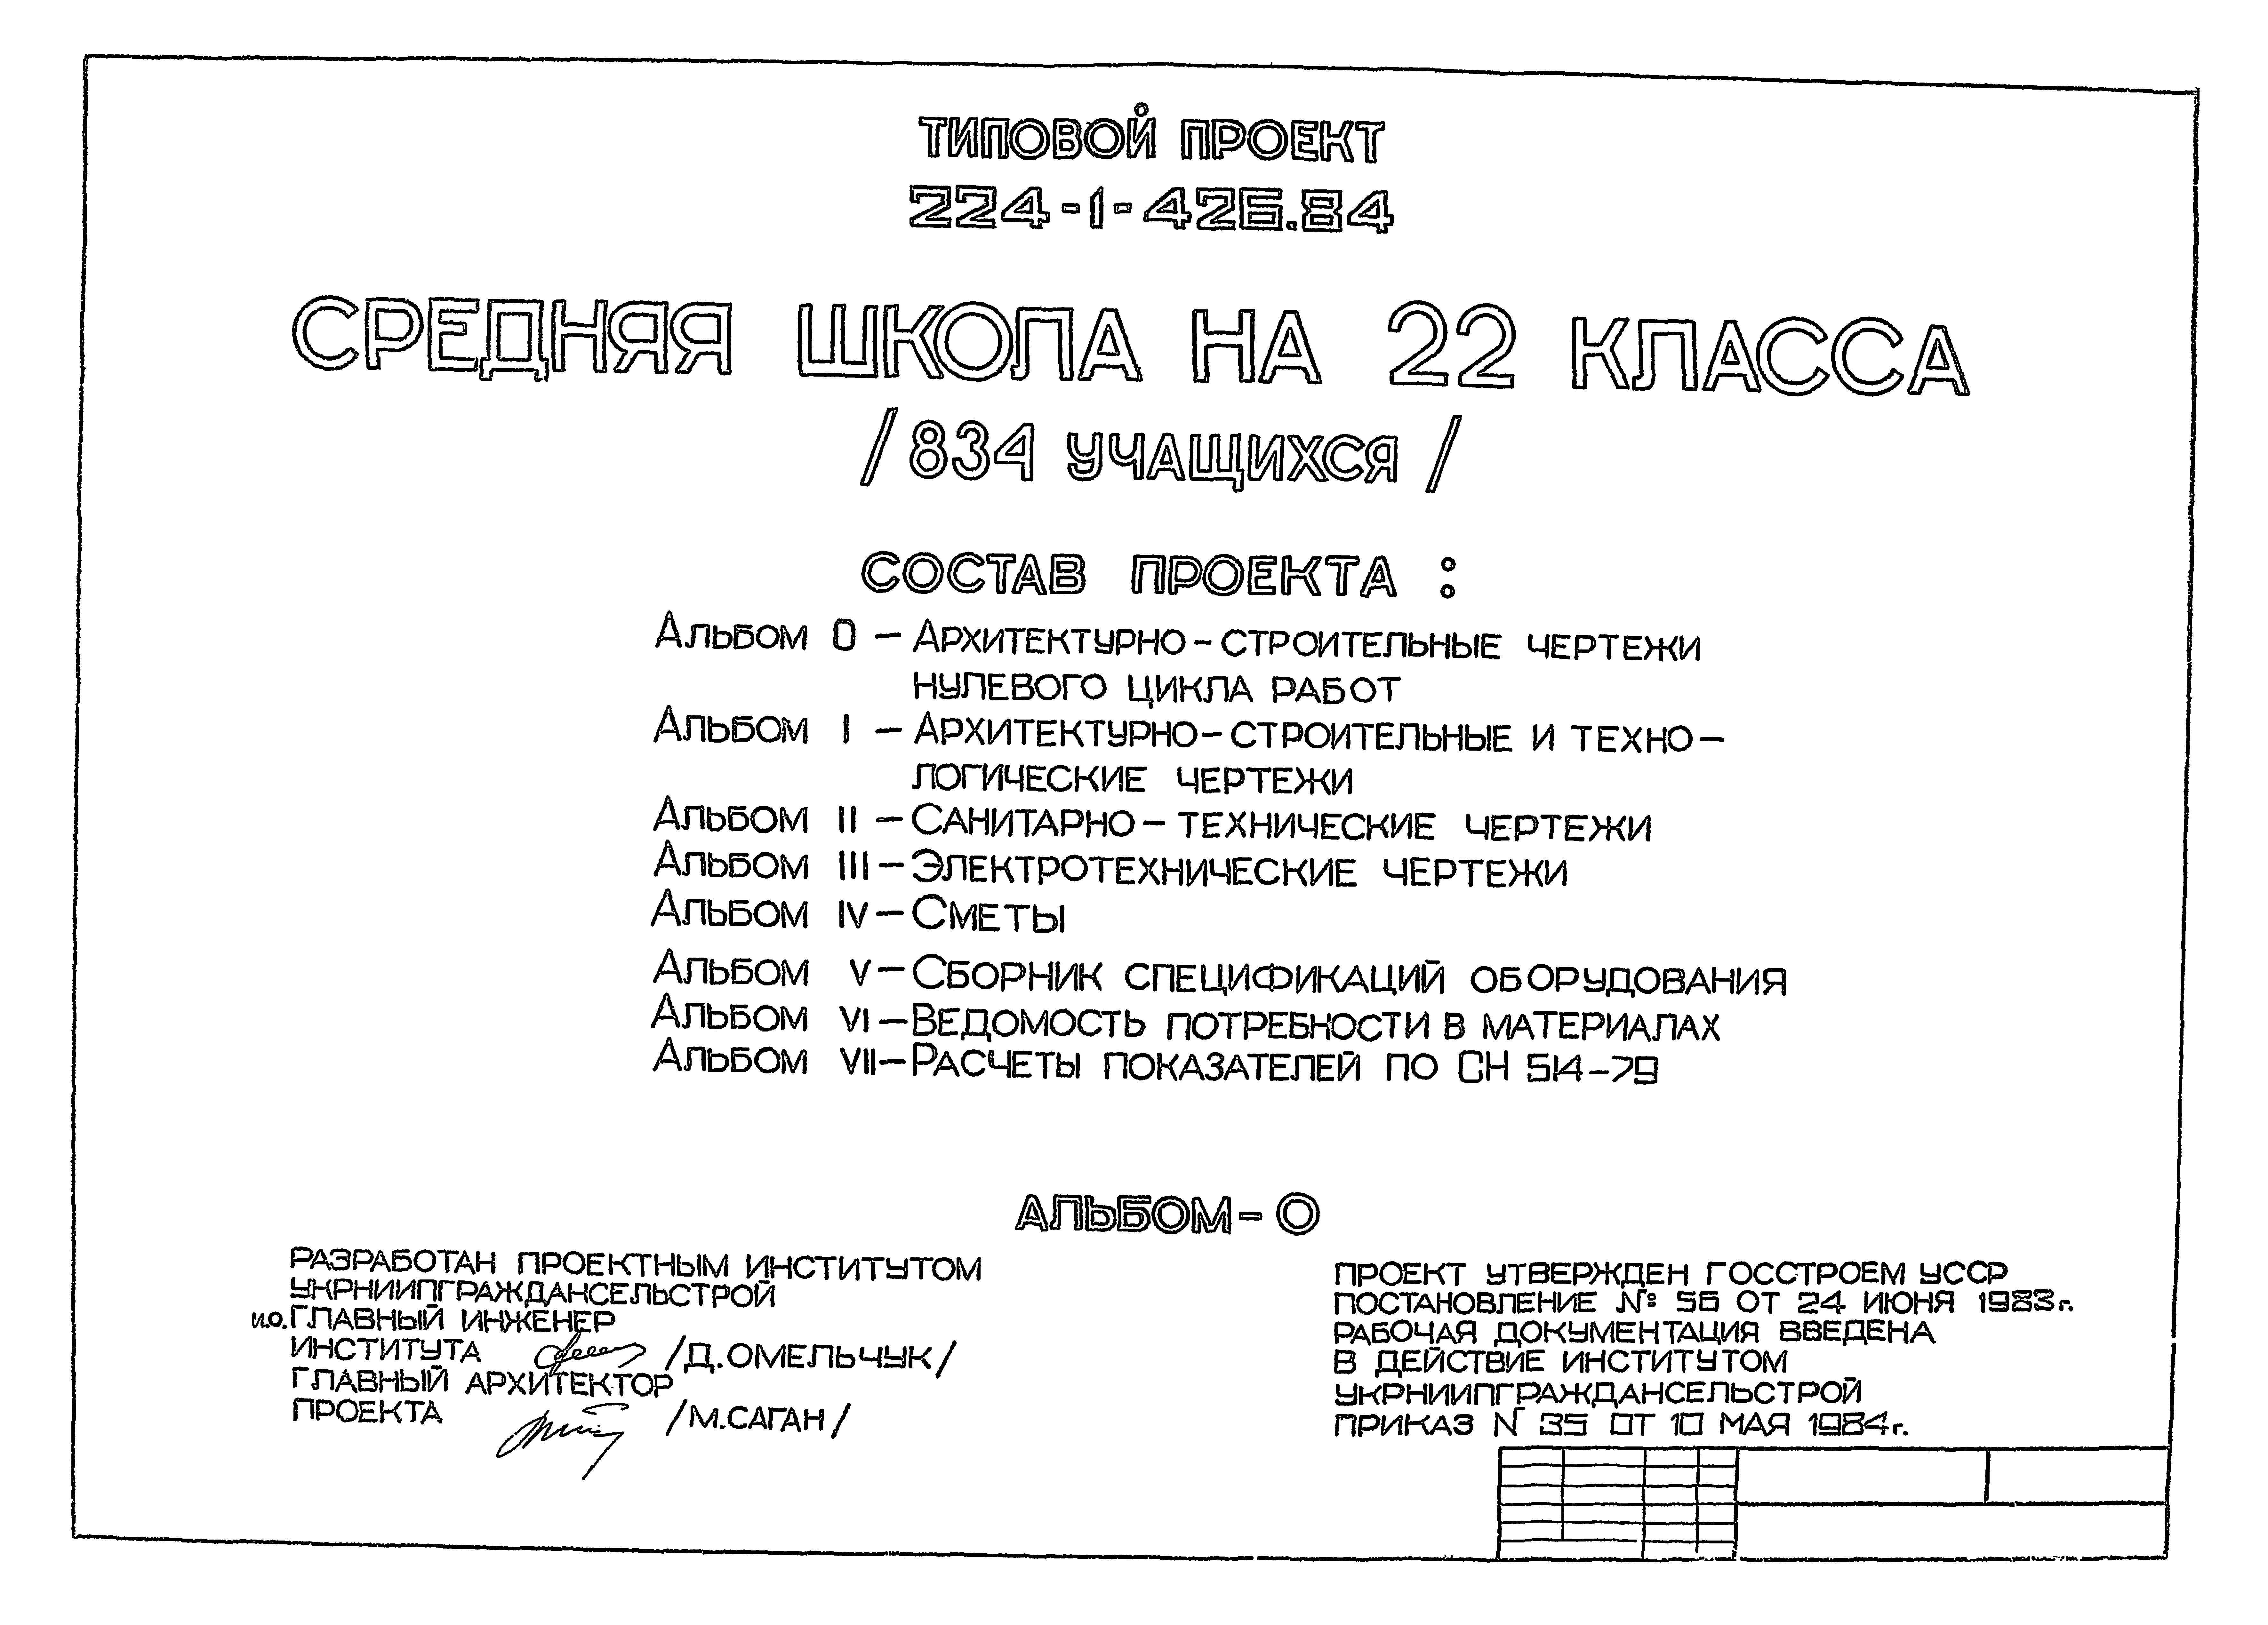 ТИПОВОЙ ПРОЕКТ
224-1-426.84
СРЕДНЯЯ ШКОЛА НА 22 КЛАССА
/834 УЧАЩИХСЯ/
СОСТАВ ПРОЕКТА:
АЛЬБОМ 0 – АРХИТЕКТУРНО-СТРОИТЕЛЬНЫЕ ЧЕРТЕЖИ
НУЛЕВОГО ЦИКЛА РАБОТ
АЛЬБОМ I – АРХИТЕКТУРНО-СТРОИТЕЛЬНЫЕ И ТЕХНО-
ЛОГИЧЕСКИЕ ЧЕРТЕЖИ
АЛЬБОМ II – САНИТАРНО-ТЕХНИЧЕСКИЕ ЧЕРТЕЖИ
АЛЬБОМ III – ЭЛЕКТРОТЕХНИЧЕСКИЕ ЧЕРТЕЖИ
АЛЬБОМ IV – СМЕТЫ
АЛЬБОМ V – СБОРНИК СПЕЦИФИКАЦИЙ ОБОРУДОВАНИЯ
АЛЬБОМ VI – ВЕДОМОСТЬ ПОТРЕБНОСТИ В МАТЕРИАЛАХ
АЛЬБОМ VII – РАСЧЕТЫ ПОКАЗАТЕЛЕЙ ПО СН 514-79
АЛЬБОМ-0
РАЗРАБОТАН ПРОЕКТНЫМ ИНСТИТУТОМ
УКРНИИПГРАЖДАНСЕЛЬСТРОЙ
и.о. ГЛАВНЫЙ ИНЖЕНЕР
ИНСТИТУТА /Д.ОМЕЛЬЧУК/
ГЛАВНЫЙ АРХИТЕКТОР
ПРОЕКТА /М.САГАН/
ПРОЕКТ УТВЕРЖДЕН ГОССТРОЕМ УССР
ПОСТАНОВЛЕНИЕ №: 56 ОТ 24 ИЮНЯ 1983г.
РАБОЧАЯ ДОКУМЕНТАЦИЯ ВВЕДЕНА
В ДЕЙСТВИЕ ИНСТИТУТОМ
УКРНИИПГРАЖДАНСЕЛЬСТРОЙ
ПРИКАЗ N 35 ОТ 10 МАЯ 1984г.